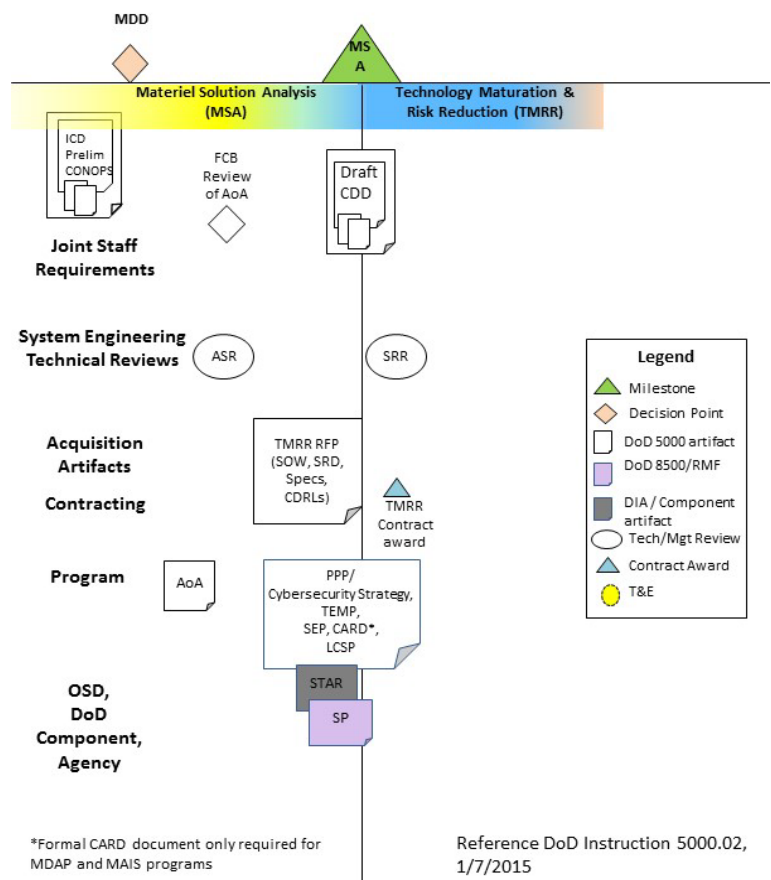 MDD
MS
A
Materiel Solution Analysis
(MSA)
Technology Maturation &
Risk Reduction (TMRR)
ICD
Prelim
CONOPS
FCB
Review
of AoA
Draft
CDD
Joint Staff
Requirements
System Engineering
Technical Reviews
ASR
SRR
Legend
Milestone
Decision Point
DoD 5000 artifact
DoD 8500/RMF
DIA / Component
artifact
Tech/Mgt Review
Contract Award
T&E
Acquisition
Artifacts
Contracting
TMRR RFP
(SOW, SRD,
Specs,
CDRLs)
TMRR
Contract
award
Program
AoA
PPP/
Cybersecurity Strategy,
TEMP,
SEP, CARD*,
LCSP
STAR
SP
OSD,
DoD
Component,
Agency
*Formal CARD document only required for
MDAP and MAIS programs
Reference DoD Instruction 5000.02,
1/7/2015